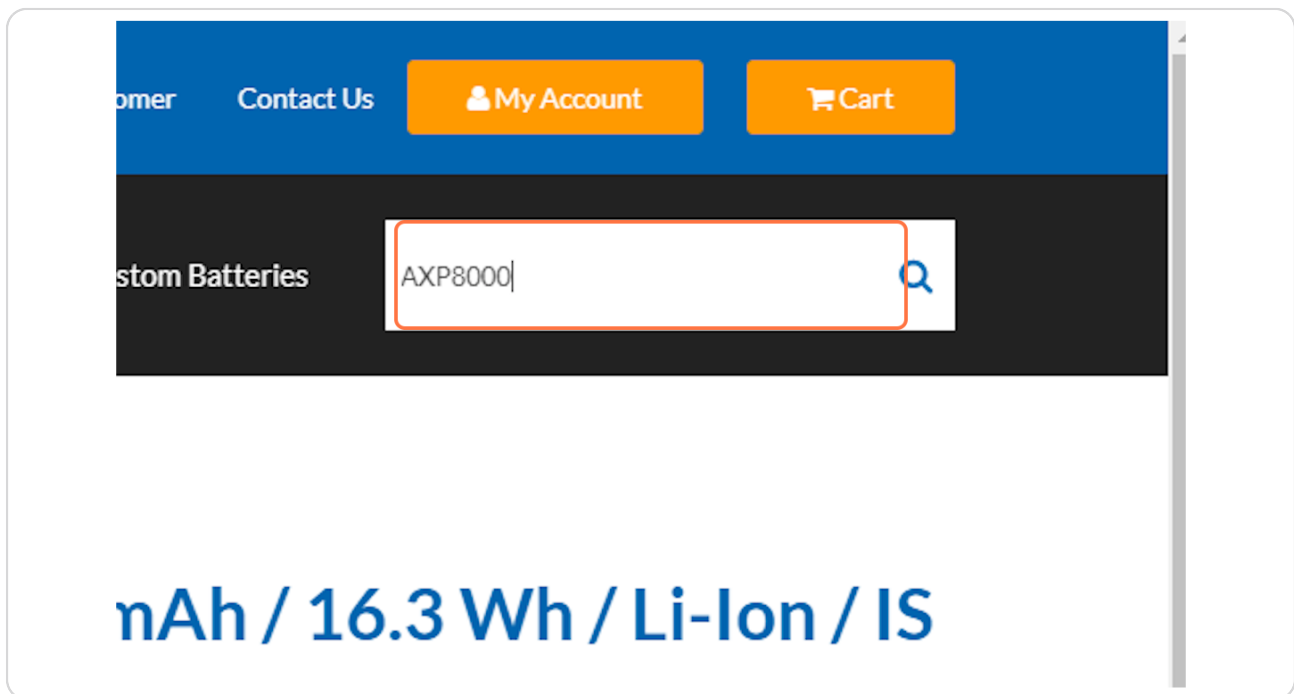 omer Contact Us My Account Cart
stom Batteries AXP8000
mAh / 16.3 Wh / Li-Ion / IS